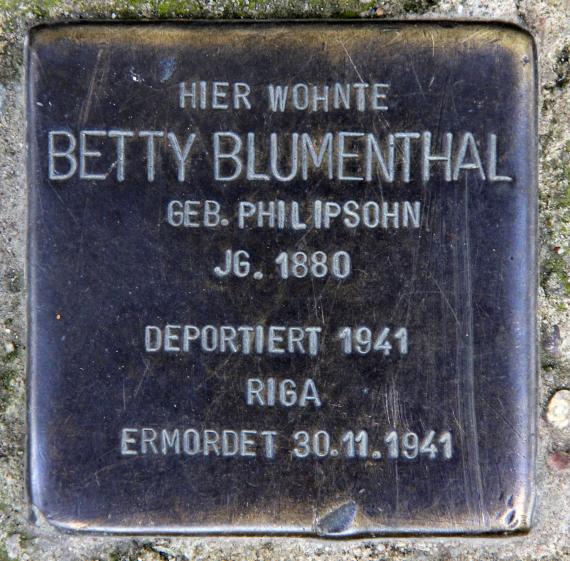 HIER WOHNTE
BETTY BLUMENTHAL
GEB. PHILIPSOHN
JG. 1880
DEPORTIERT 1941
RIGA
ERMORDET 30.11.1941